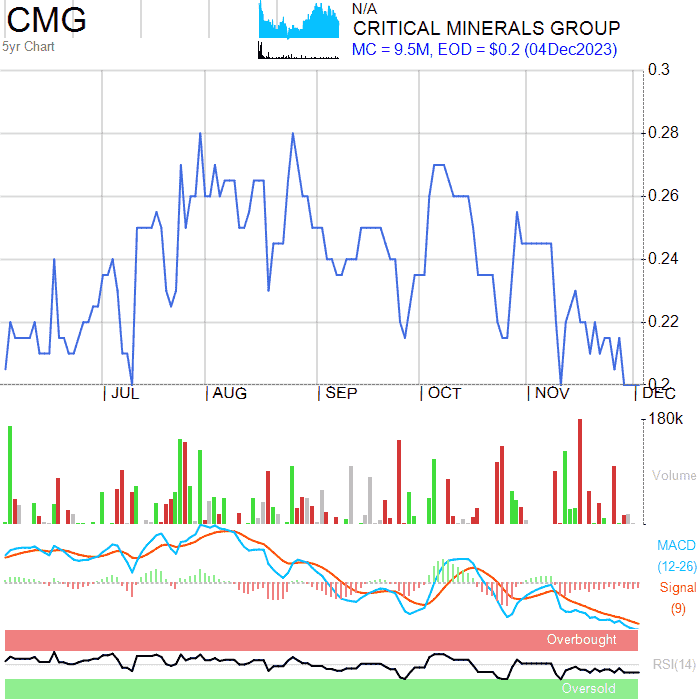 CMG
N/A
CRITICAL MINERALS GROUP
5yr Chart
MC = 9.5M, EOD = $0.2 (04Dec2023)
0.3
0.28
0.26
0.24
0.22
0.2
JUL AUG SEP OCT NOV DEC
180k
Volume
MACD
(12-26)
Signal
(9)
Overbought
RSI(14)
Oversold